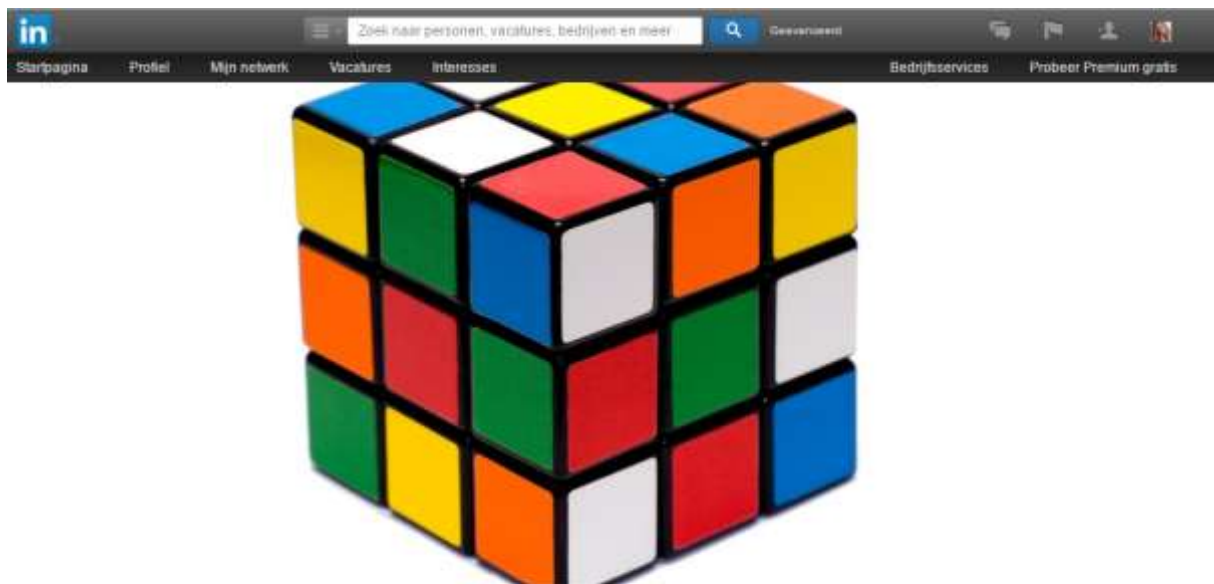 in
Zoek naar personen, vacatures, bedrijven en meer
Geavanceerd
Startpagina Profiel Mijn netwerk Vacatures Interesses Bedrijfsservices Probeer Premium gratis